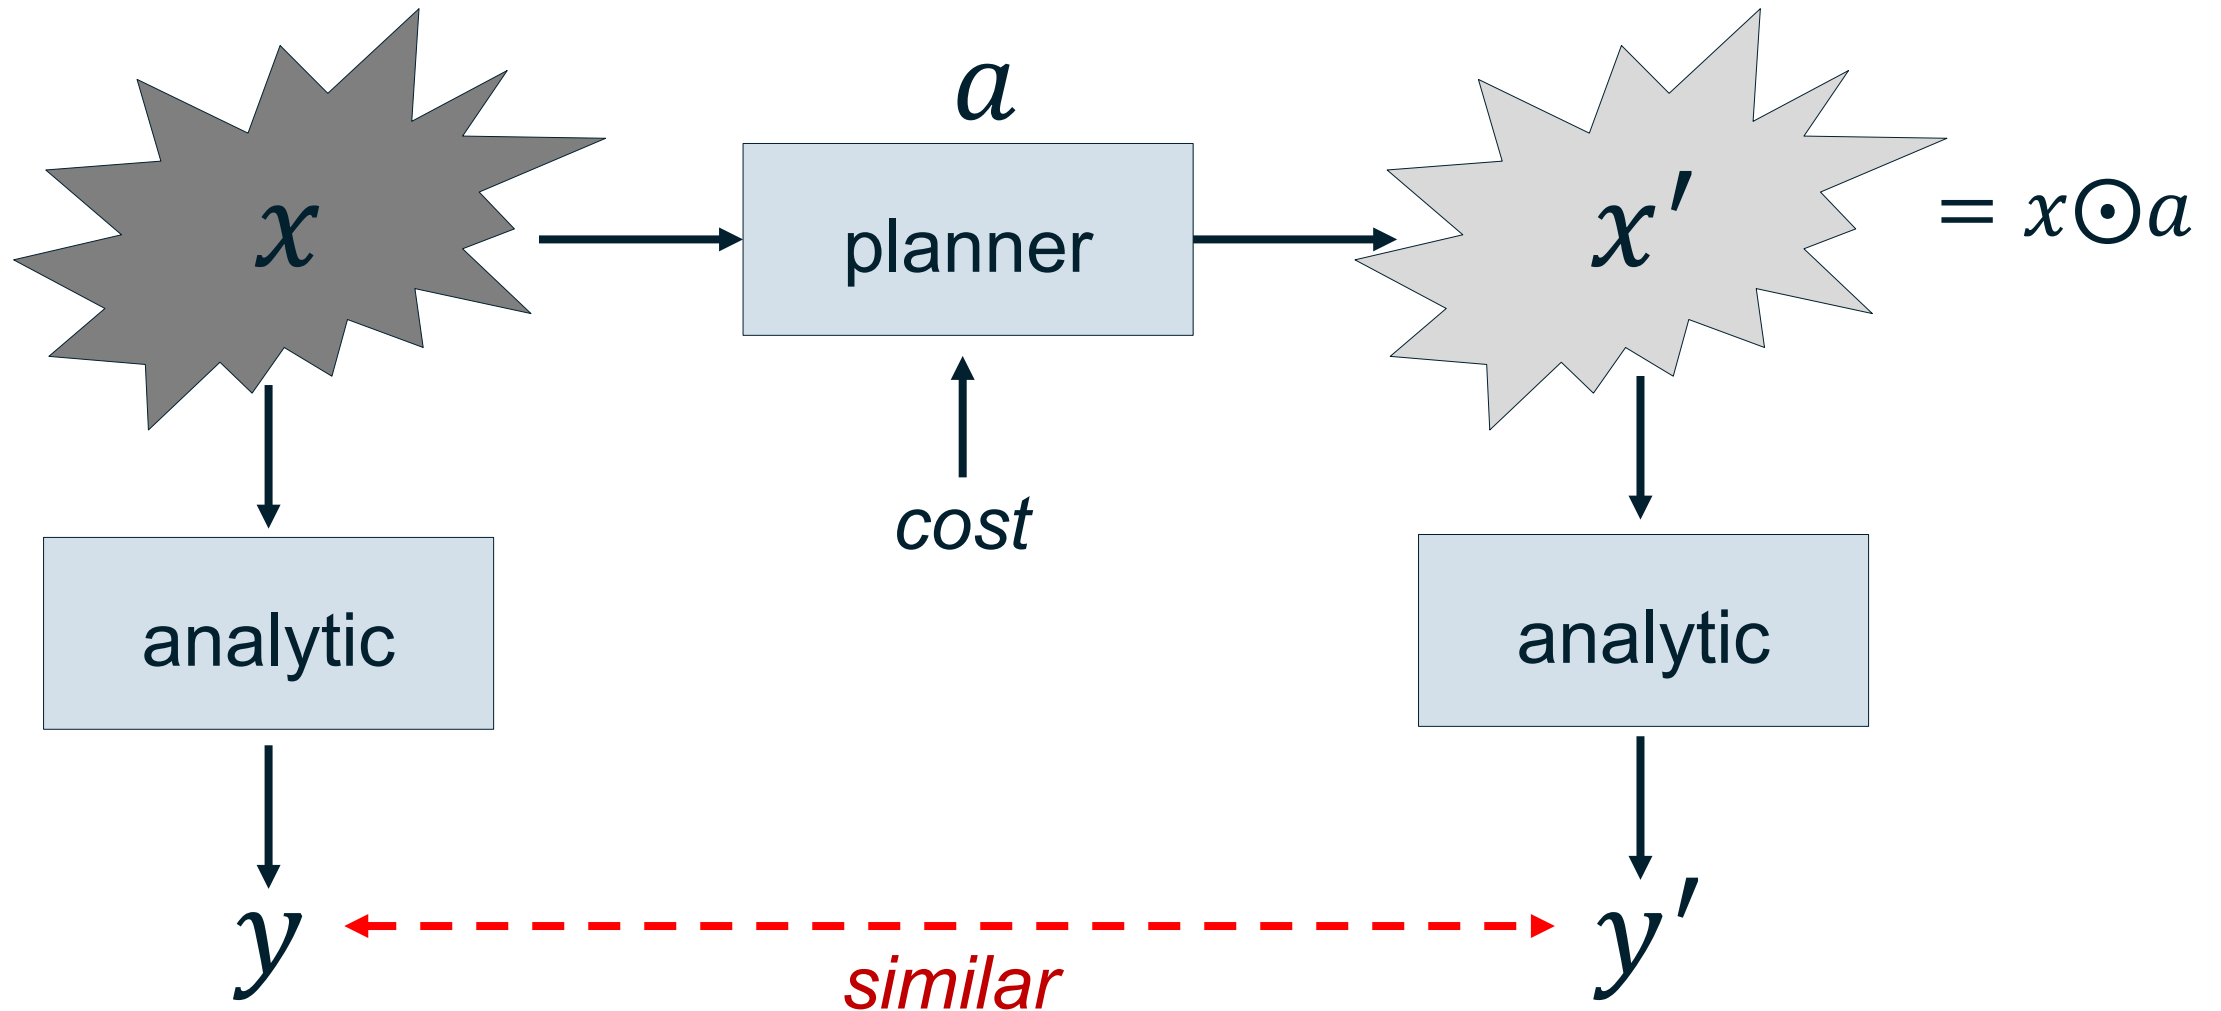 a
x
planner
x′
= x⊙a
cost
analytic
analytic
y
y′
similar